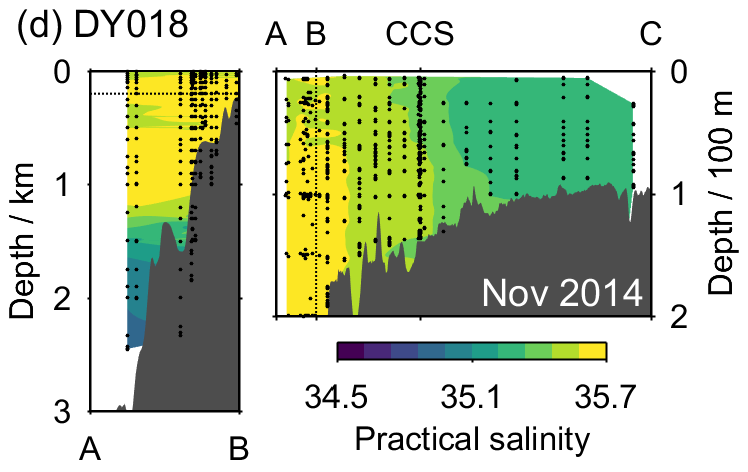 (d) DY018
A B CCS C
0
1
2
3
Depth / km
A B
0
1
2
Depth / 100 m
Nov 2014
34.5 35.1 35.7
Practical salinity